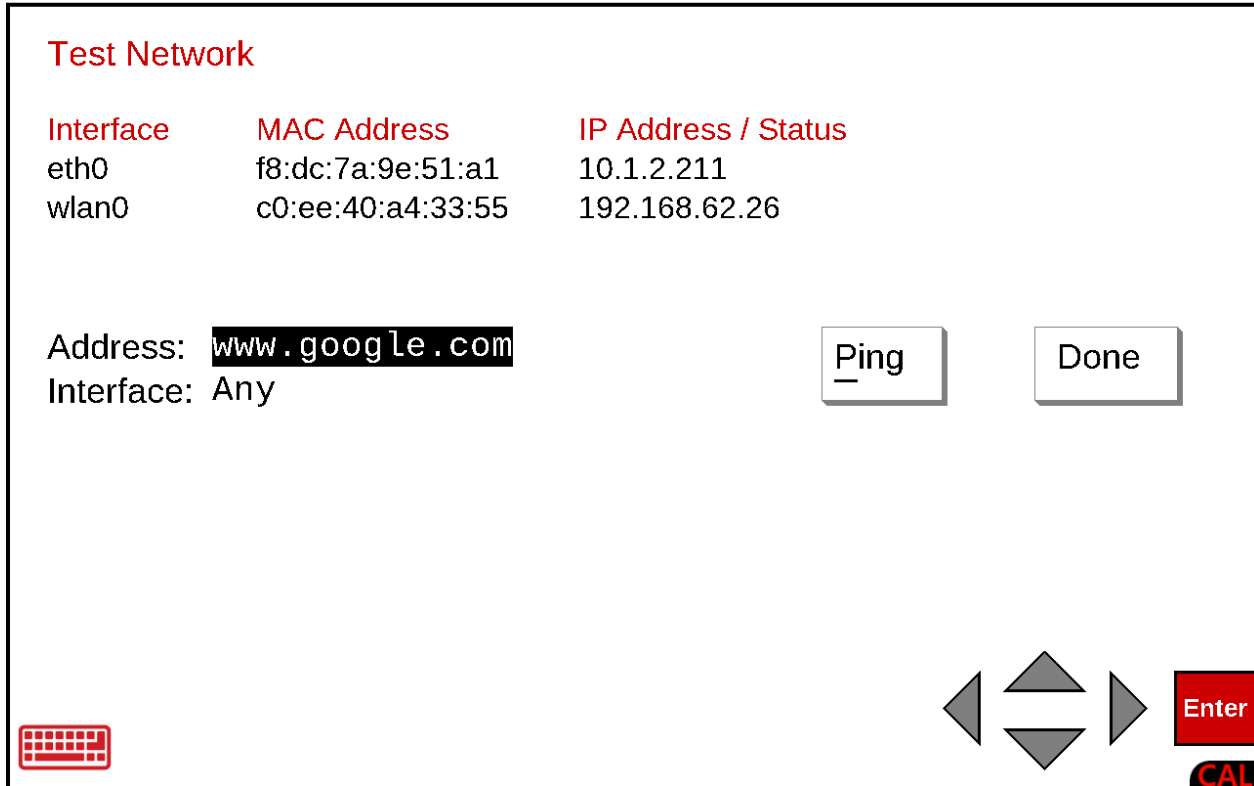 Test Network
Interface MAC Address IP Address / Status
eth0 f8:dc:7a:9e:51:a1 10.1.2.211
wlan0 c0:ee:40:a4:33:55 192.168.62.26
Address: www.google.com Ping Done
Interface: Any
Enter
CAL